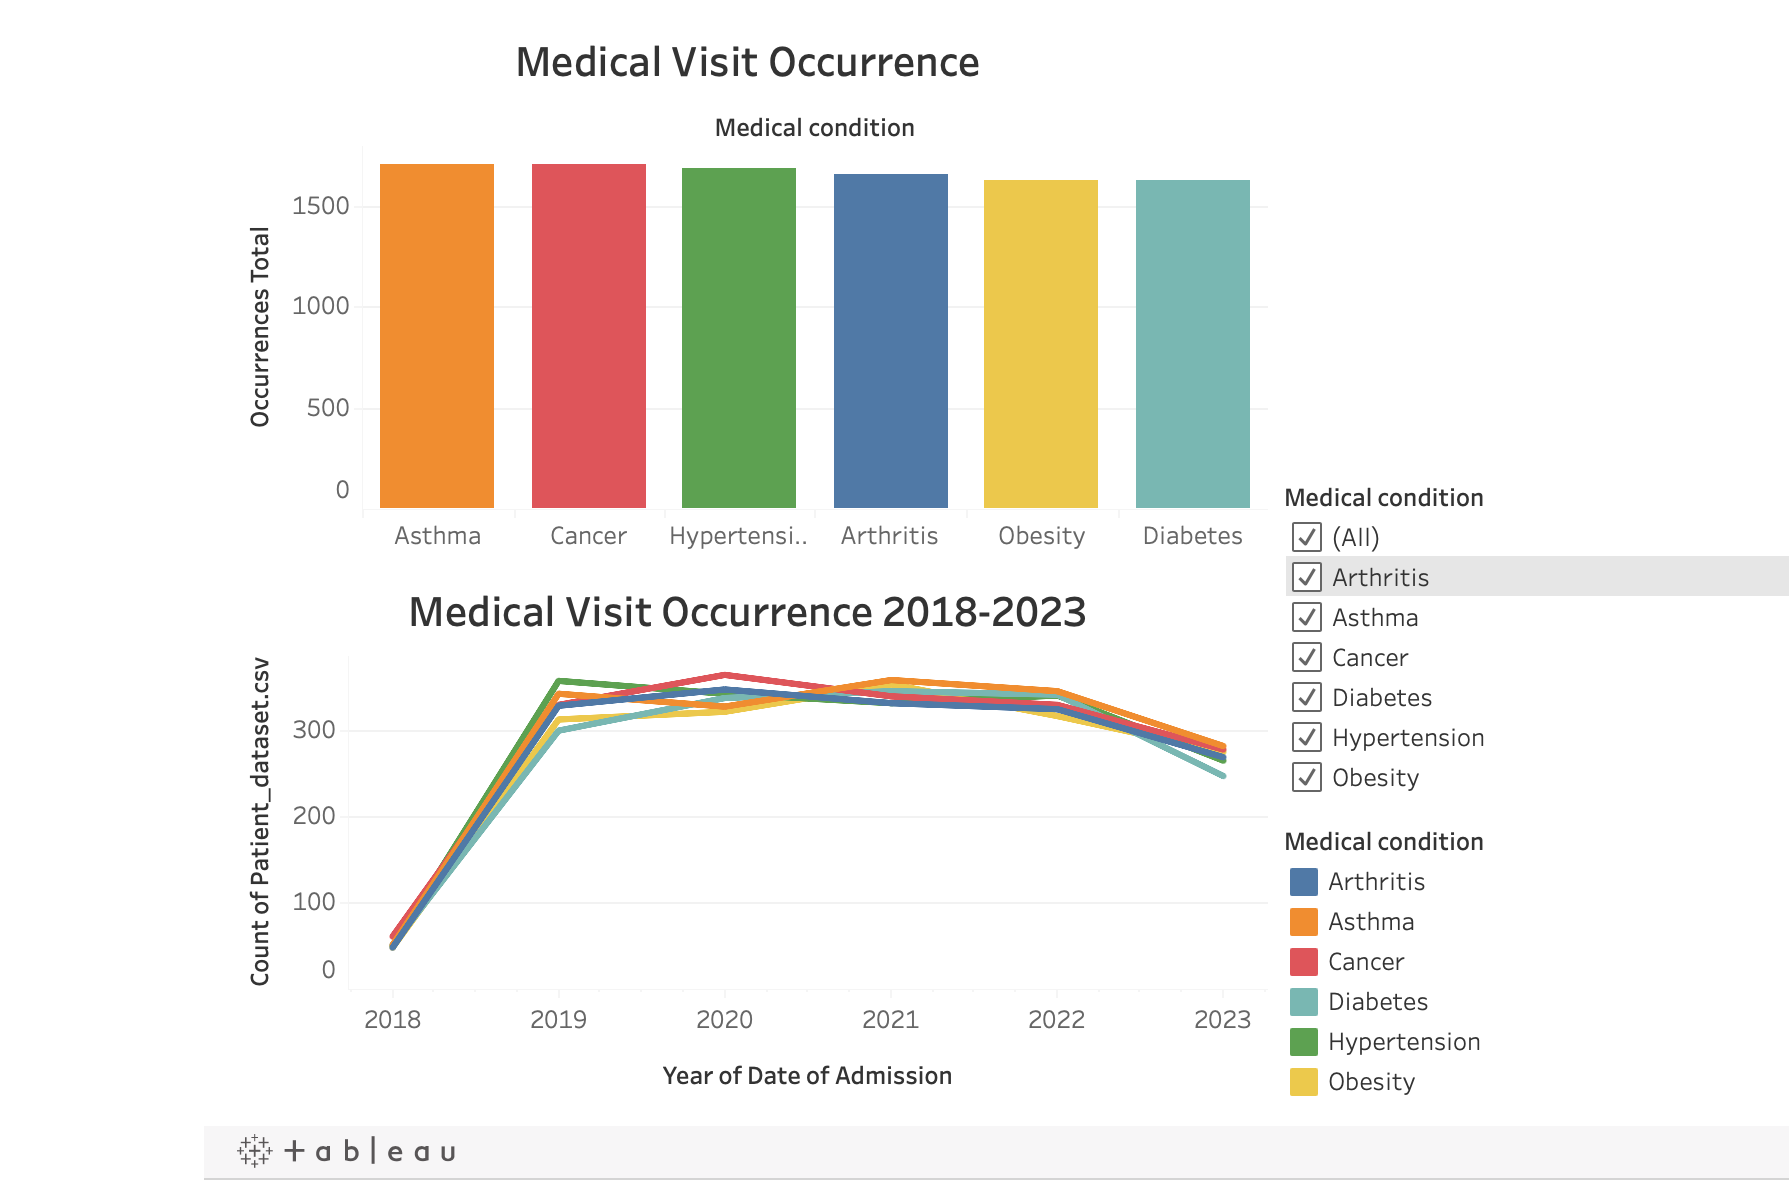 Medical Visit Occurrence
Medical condition
Occurrences Total
1500
1000
500
0
Asthma Cancer Hypertensi.. Arthritis Obesity Diabetes
Medical Visit Occurrence 2018-2023
Count of Patient_dataset.csv
300
200
100
0
2018 2019 2020 2021 2022 2023
Year of Date of Admission
Medical condition
(All)
Arthritis
Asthma
Cancer
Diabetes
Hypertension
Obesity
Medical condition
Arthritis
Asthma
Cancer
Diabetes
Hypertension
Obesity
+ableau